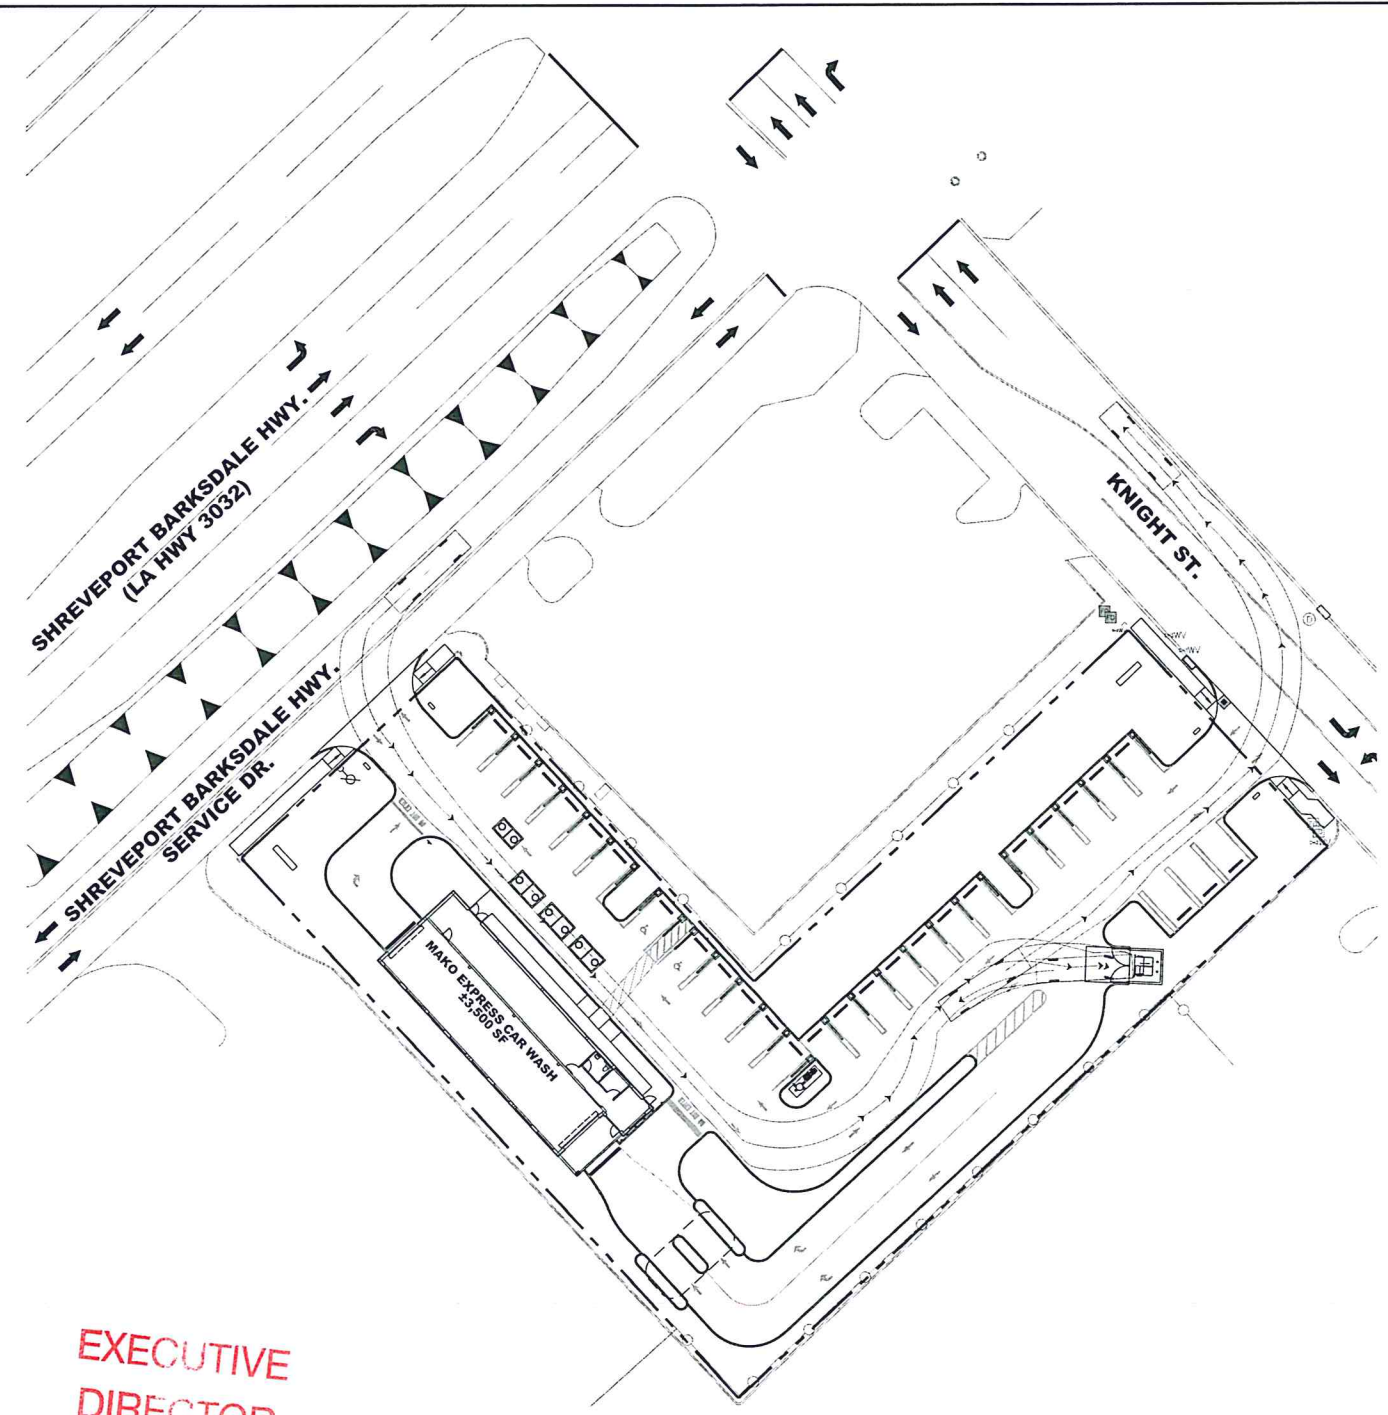 SHREVEPORT BARKSDALE HWY.
(LA HWY 3032)
KNIGHT ST.
SHREVEPORT BARKSDALE HWY.
SERVICE DR.
MAKO EXPRESS CAR WASH
±3,500 SF
EXECUTIVE
DIRECTOR